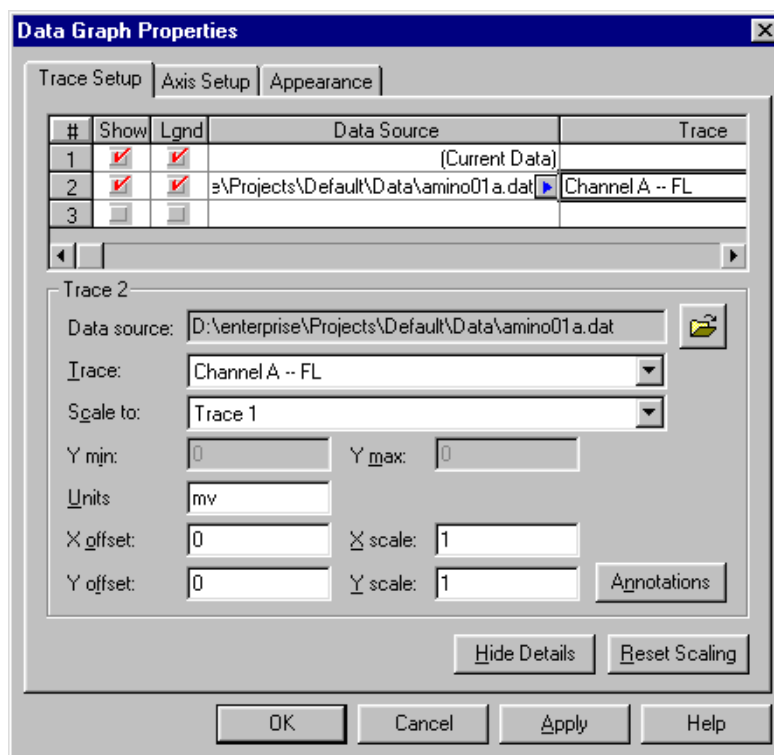 Data Graph Properties
Trace Setup Axis Setup Appearance
# Show Lgnd Data Source Trace
1 (Current Data)
2 e\Projects\Default\Data\amino01a.dat Channel A -- FL
3
Trace 2
Data source: D:\enterprise\Projects\Default\Data\amino01a.dat
Trace: Channel A -- FL
Scale to: Trace 1
Y min: 0 Y max: 0
Units mv
X offset: 0 X scale: 1
Y offset: 0 Y scale: 1 Annotations
Hide Details Reset Scaling
OK Cancel Apply Help